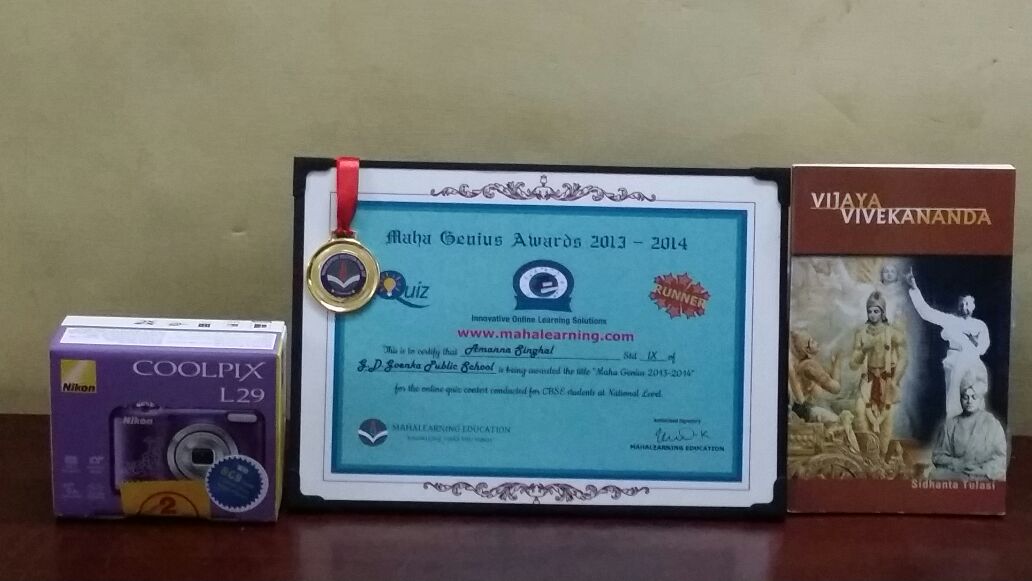 Nikon
COOLPIX
L29
Nikon
2
Maha Genius Awards 2013 - 2014
Quiz
RUNNER
Innovative Online Learning Solutions
www.mahalearning.com
This is to certify that Amanna Singhal Std IX of
G.D.Goenka Public School is being awarded the title "Maha Genius 2013-2014"
for the online quiz contest conducted for CBSE students at National Level.
MAHALEARNING EDUCATION
Authorised Signatory
MAHALEARNING EDUCATION
VIJAYA
VIVEKANANDA
Sidhanta Tulasi